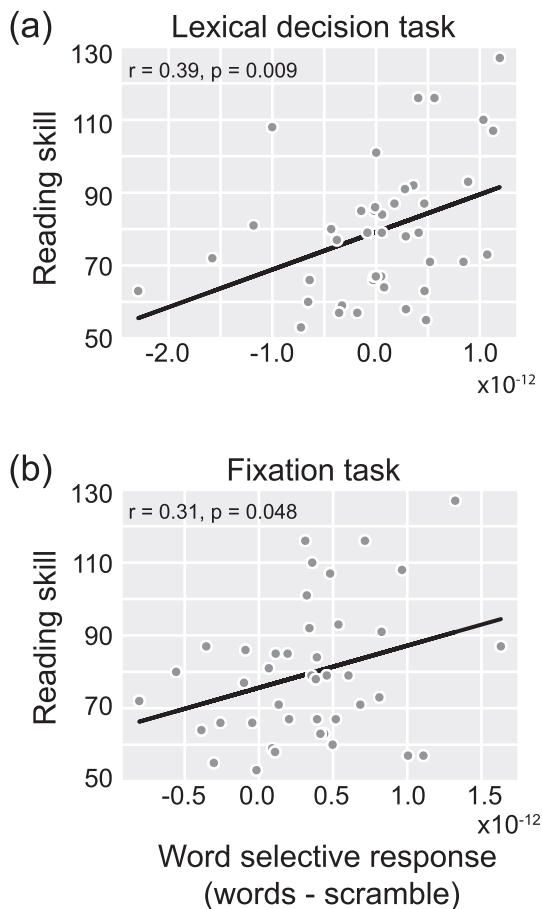 (a) Lexical decision task
130
r = 0.39, p = 0.009
110
Reading skill
90
70
50
-2.0 -1.0 0.0 1.0
x10-12
(b) Fixation task
130
r = 0.31, p = 0.048
110
Reading skill
90
70
50
-0.5 0.0 0.5 1.0 1.5
x10-12
Word selective response
(words - scramble)